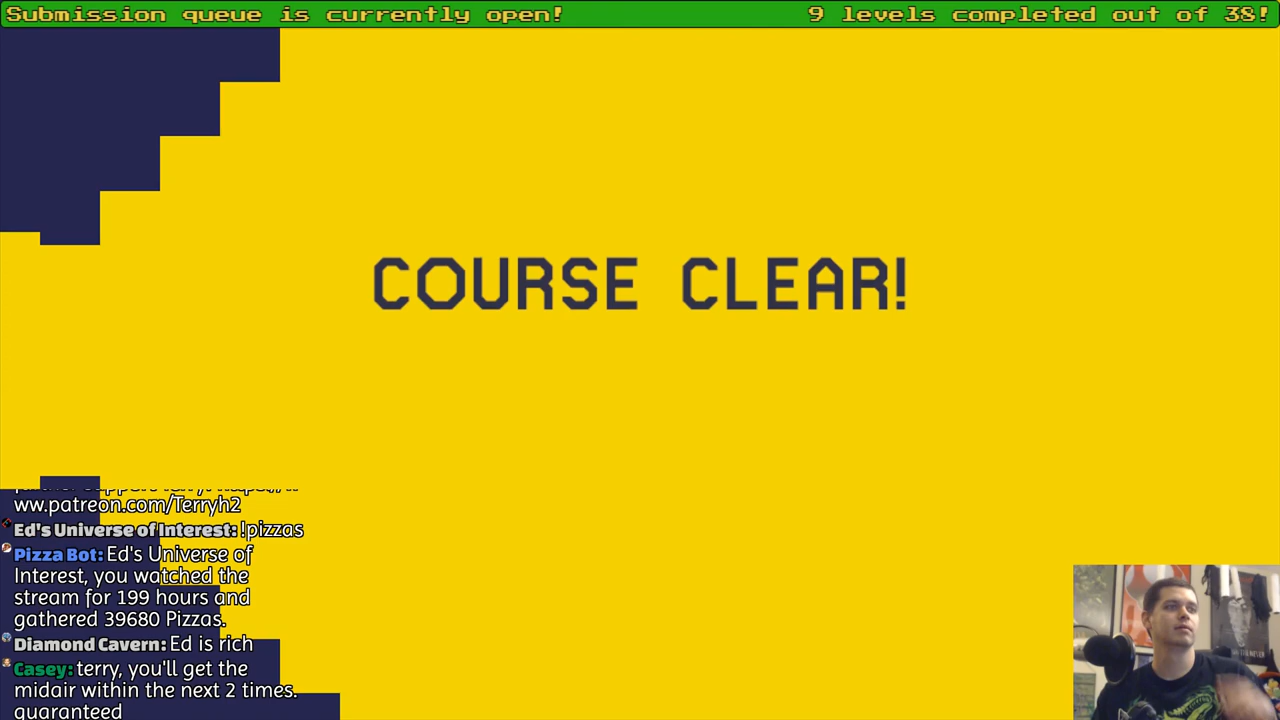 Submission queue is currently open!
9 levels completed out of 38!
COURSE CLEAR!
ww.patreon.com/Terryh2
Ed's Universe of Interest: !pizzas
Pizza Bot: Ed's Universe of
Interest, you watched the
stream for 199 hours and
gathered 39680 Pizzas.
Diamond Cavern: Ed is rich
Casey: terry, you'll get the
midair within the next 2 times.
guaranteed